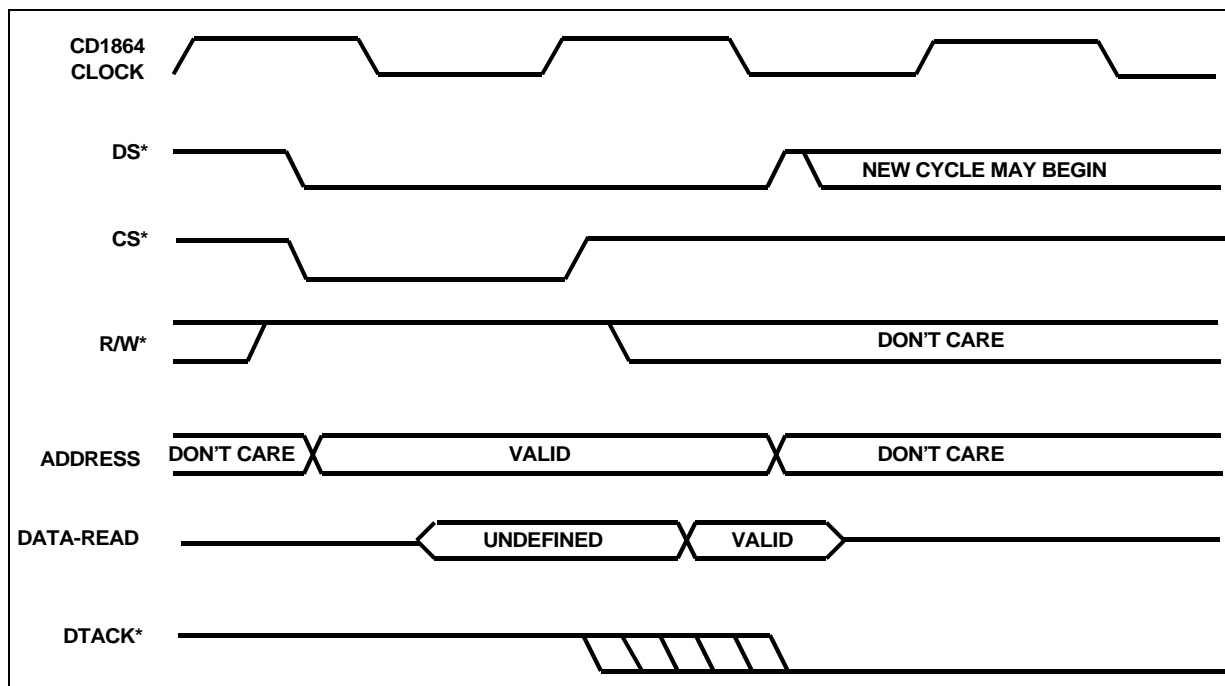 CD1864
CLOCK
DS*
NEW CYCLE MAY BEGIN
CS*
R/W*
DON'T CARE
ADDRESS
DON'T CARE
VALID
DON'T CARE
DATA-READ
UNDEFINED
VALID
DTACK*